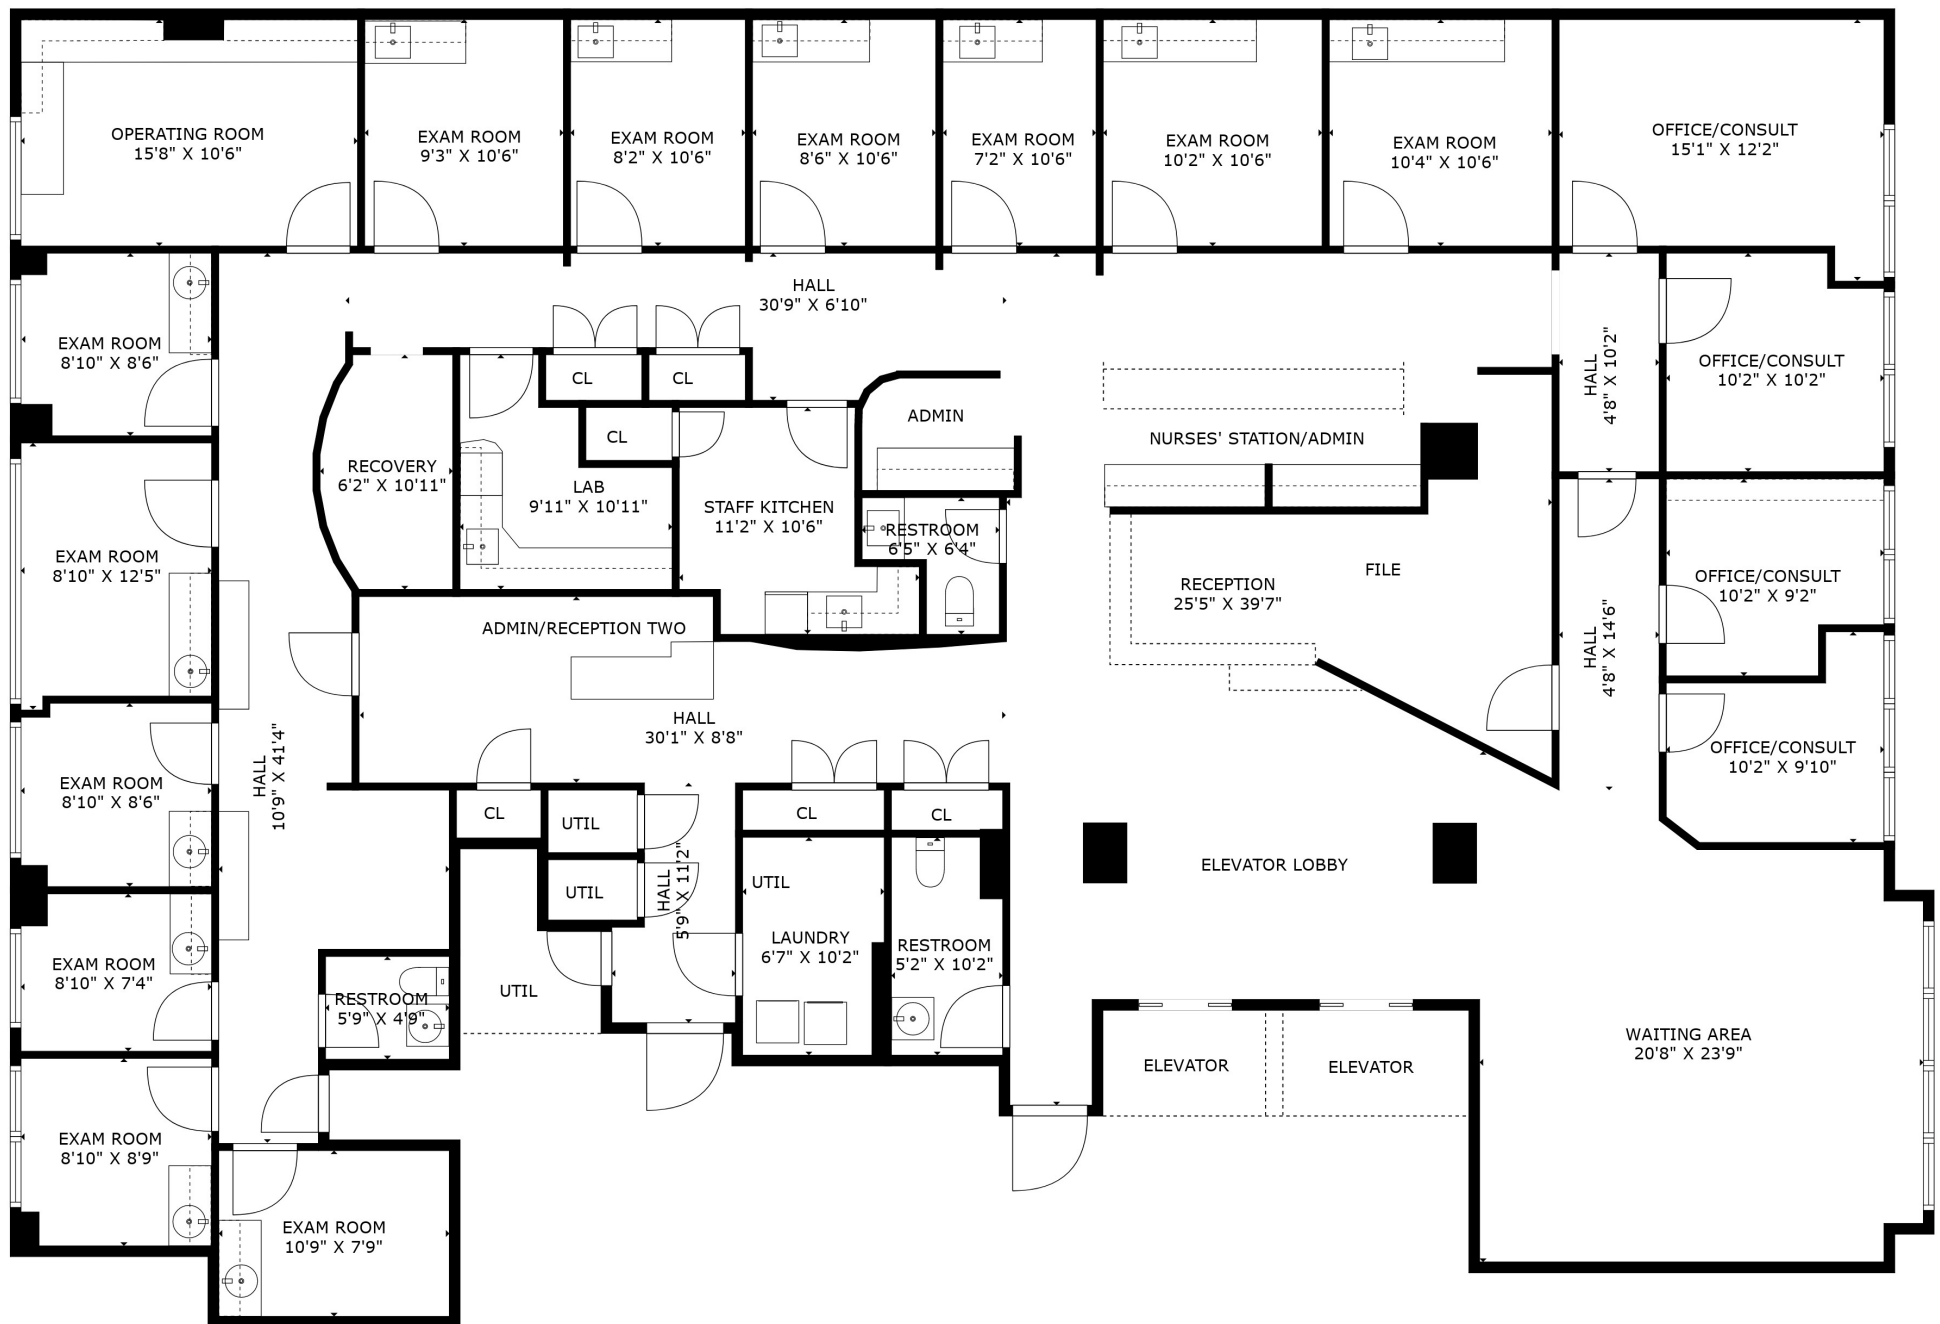 OPERATING ROOM
15'8" X 10'6"
EXAM ROOM
9'3" X 10'6"
EXAM ROOM
8'2" X 10'6"
EXAM ROOM
8'6" X 10'6"
EXAM ROOM
7'2" X 10'6"
EXAM ROOM
10'2" X 10'6"
EXAM ROOM
10'4" X 10'6"
OFFICE/CONSULT
15'1" X 12'2"
HALL
30'9" X 6'10"
EXAM ROOM
8'10" X 8'6"
CL
CL
ADMIN
CL
NURSES' STATION/ADMIN
HALL
4'8" X 10'2"
OFFICE/CONSULT
10'2" X 10'2"
RECOVERY
6'2" X 10'11"
LAB
9'11" X 10'11"
STAFF KITCHEN
11'2" X 10'6"
RESTROOM
6'5" X 6'4"
EXAM ROOM
8'10" X 12'5"
RECEPTION
25'5" X 39'7"
FILE
OFFICE/CONSULT
10'2" X 9'2"
ADMIN/RECEPTION TWO
HALL
4'8" X 14'6"
HALL
30'1" X 8'8"
OFFICE/CONSULT
10'2" X 9'10"
HALL
10'9" X 41'4"
EXAM ROOM
8'10" X 8'6"
CL
UTIL
CL
CL
ELEVATOR LOBBY
UTIL
HALL
5'9" X 11'2"
UTIL
LAUNDRY
6'7" X 10'2"
RESTROOM
5'2" X 10'2"
EXAM ROOM
8'10" X 7'4"
RESTROOM
5'9" X 4'9"
UTIL
WAITING AREA
20'8" X 23'9"
ELEVATOR
ELEVATOR
EXAM ROOM
8'10" X 8'9"
EXAM ROOM
10'9" X 7'9"